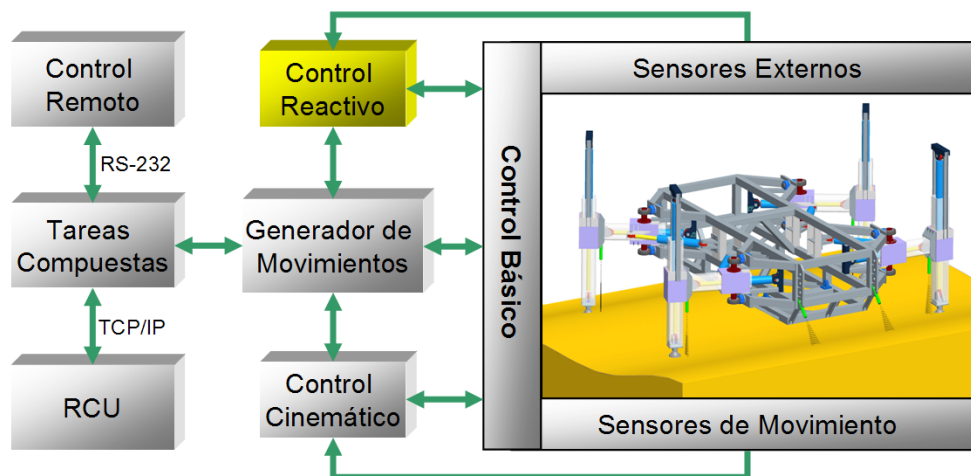 Control
Remoto
RS-232
Tareas
Compuestas
TCP/IP
RCU
Control
Reactivo
Generador de
Movimientos
Control
Cinemático
Control Básico
Sensores Externos
Sensores de Movimiento